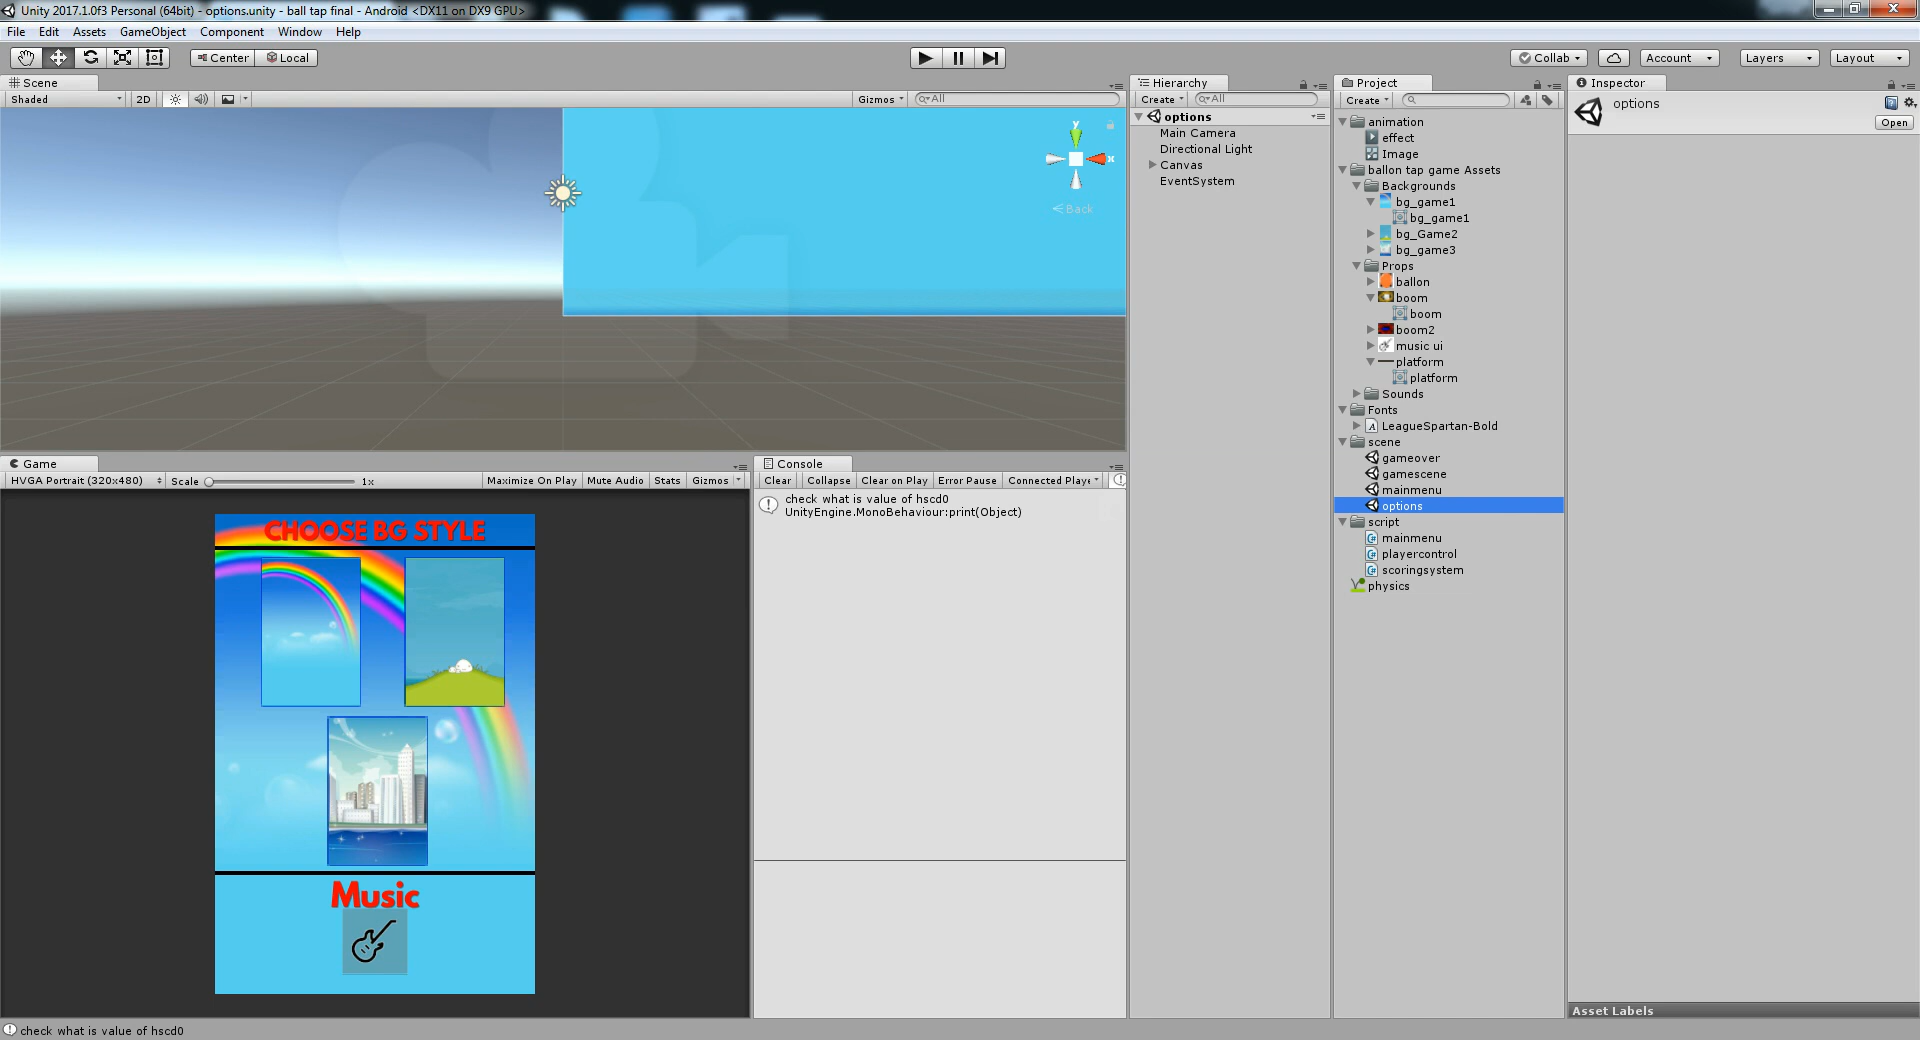 Unity 2017.1.0f3 Personal (64bit) - options.unity - ball tap final - Android <DX11 on DX9 GPU>
File Edit Assets GameObject Component Window Help
Center Local Collab Account Layers Layout
Scene
Shaded 2D Gizmos All
y
x
Back
Game
HVGA Portrait (320x480) Scale 1x Maximize On Play Mute Audio Stats Gizmos
CHOOSE BG STYLE
Music
Console
Clear Collapse Clear on Play Error Pause Connected Playe
check what is value of hscd0
UnityEngine.MonoBehaviour:print(Object)
Hierarchy
Create All
options
Main Camera
Directional Light
Canvas
EventSystem
Project
Create
animation
effect
Image
ballon tap game Assets
Backgrounds
bg_game1
bg_game1
bg_Game2
bg_game3
Props
ballon
boom
boom
boom2
music ui
platform
platform
Sounds
Fonts
LeagueSpartan-Bold
scene
gameover
gamescene
mainmenu
options
script
mainmenu
playercontrol
scoringsystem
physics
Inspector
options
Open
Asset Labels
check what is value of hscd0